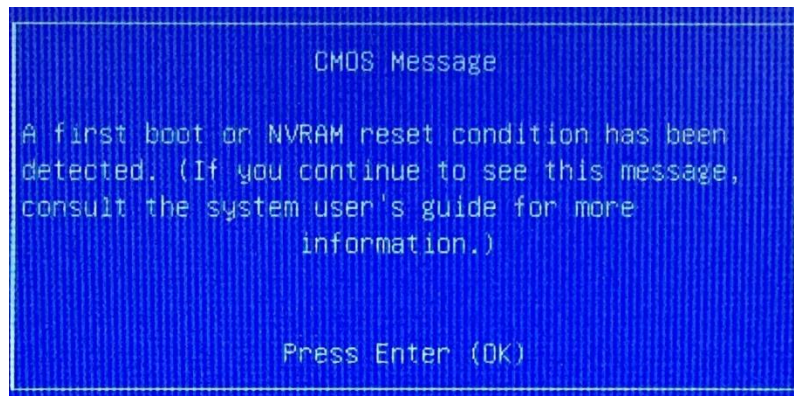 CMOS Message
A first boot or NVRAM reset condition has been
detected. (If you continue to see this message,
consult the system user's guide for more
information.)
Press Enter (OK)